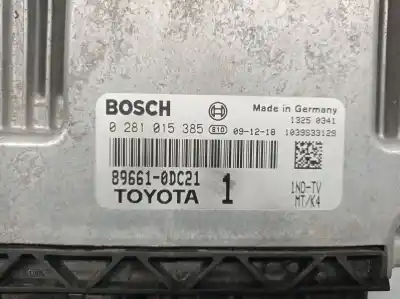 BOSCH Made in Germany
1325 0341
0 281 015 385 E10 09-12-18 1039S33129
89661-0DC21 1 1ND-TV
TOYOTA MT/K4